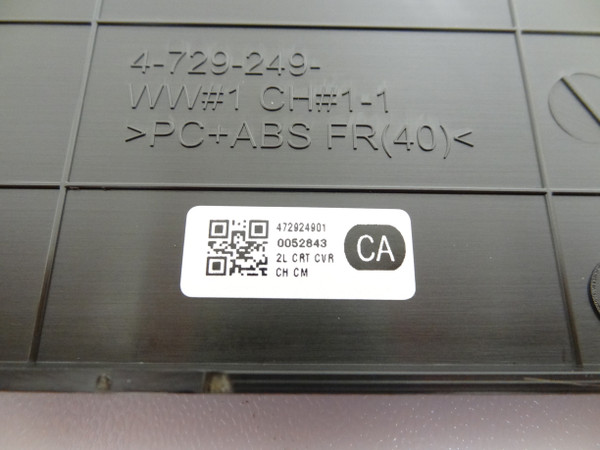 4-729-249-
WW#1 CH#1-1
>PC+ABS FR(40)<
472924901
0052843
2L CRT CVR
CH CM
CA